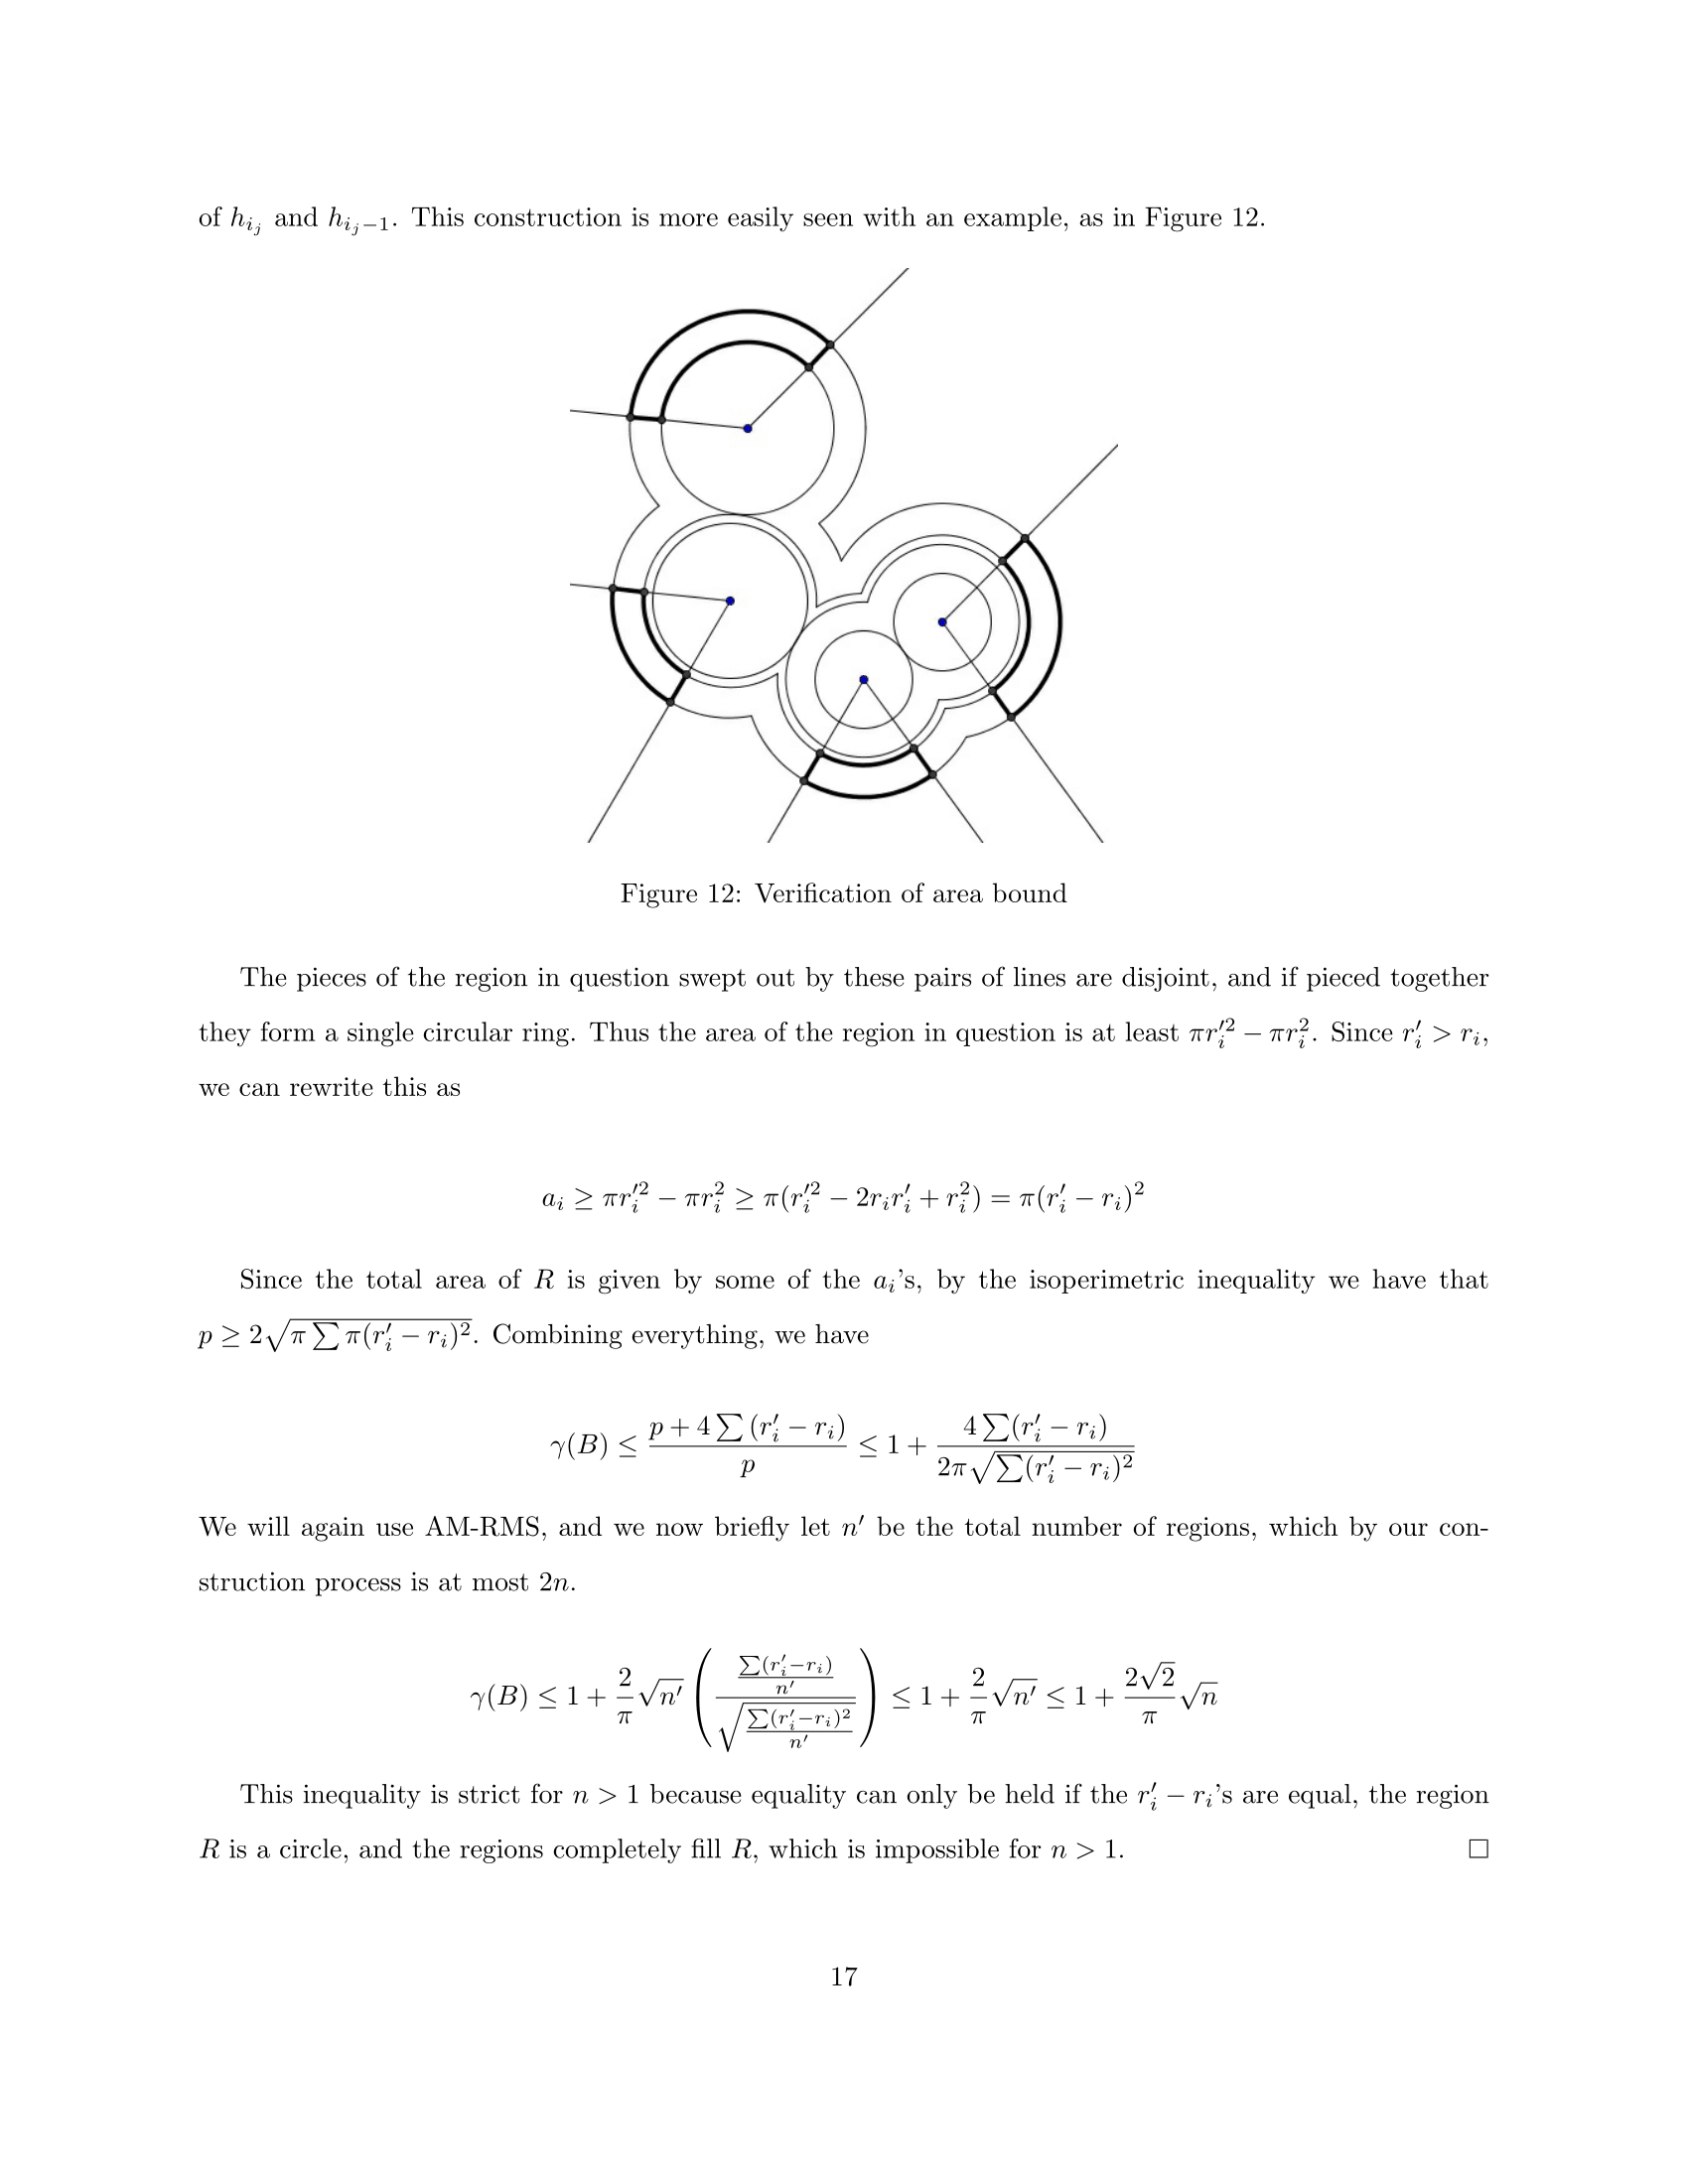 of $h_{i_j}$ and $h_{i_j-1}$. This construction is more easily seen with an example, as in Figure 12.
Figure 12: Verification of area bound
The pieces of the region in question swept out by these pairs of lines are disjoint, and if pieced together
they form a single circular ring. Thus the area of the region in question is at least $\pi r_i'^2 - \pi r_i^2$. Since $r_i' > r_i$,
we can rewrite this as
$a_i \geq \pi r_i'^2 - \pi r_i^2 \geq \pi(r_i'^2 - 2r_i r_i' + r_i^2) = \pi(r_i' - r_i)^2$
Since the total area of $R$ is given by some of the $a_i$'s, by the isoperimetric inequality we have that
$p \geq 2\sqrt{\pi \sum \pi(r_i' - r_i)^2}$. Combining everything, we have
$\gamma(B) \leq \frac{p + 4\sum (r_i' - r_i)}{p} \leq 1 + \frac{4\sum(r_i' - r_i)}{2\pi\sqrt{\sum(r_i' - r_i)^2}}$
We will again use AM-RMS, and we now briefly let $n'$ be the total number of regions, which by our con-
struction process is at most $2n$.
$\gamma(B) \leq 1 + \frac{2}{\pi}\sqrt{n'}\left(\frac{\frac{\sum(r_i' - r_i)}{n'}}{\sqrt{\frac{\sum(r_i' - r_i)^2}{n'}}}\right) \leq 1 + \frac{2}{\pi}\sqrt{n'} \leq 1 + \frac{2\sqrt{2}}{\pi}\sqrt{n}$
This inequality is strict for $n > 1$ because equality can only be held if the $r_i' - r_i$'s are equal, the region
$R$ is a circle, and the regions completely fill $R$, which is impossible for $n > 1$. □
17